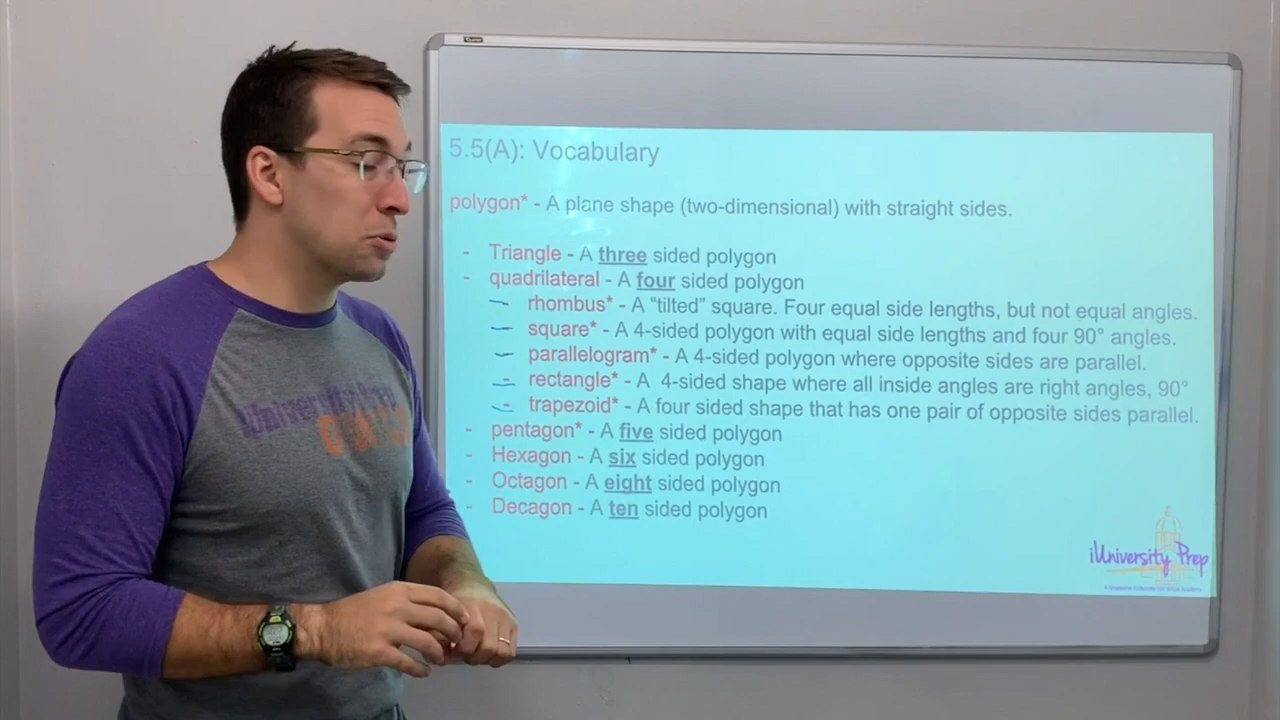 5.5(A): Vocabulary
polygon* - A plane shape (two-dimensional) with straight sides.
- Triangle - A three sided polygon
- quadrilateral - A four sided polygon
- rhombus* - A “tilted” square. Four equal side lengths, but not equal angles.
- square* - A 4-sided polygon with equal side lengths and four 90° angles.
- parallelogram* - A 4-sided polygon where opposite sides are parallel.
- rectangle* - A 4-sided shape where all inside angles are right angles, 90°
- trapezoid* - A four sided shape that has one pair of opposite sides parallel.
- pentagon* - A five sided polygon
- Hexagon - A six sided polygon
- Octagon - A eight sided polygon
- Decagon - A ten sided polygon
iUniversity Prep
iUniversity Prep